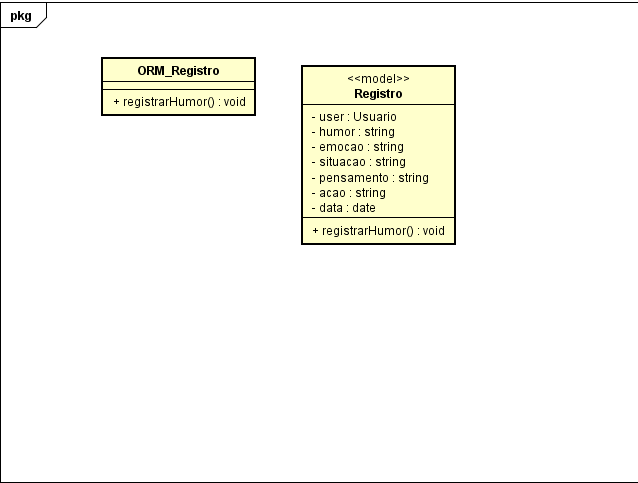 pkg
ORM_Registro
+ registrarHumor() : void
<<model>>
Registro
- user : Usuario
- humor : string
- emocao : string
- situacao : string
- pensamento : string
- acao : string
- data : date
+ registrarHumor() : void